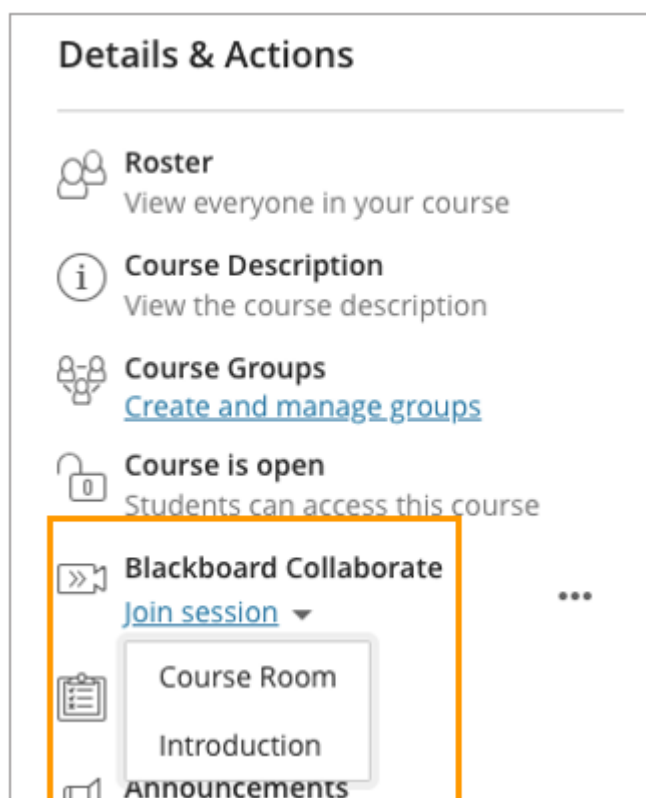 Details & Actions
Roster
View everyone in your course
Course Description
View the course description
Course Groups
Create and manage groups
Course is open
Students can access this course
Blackboard Collaborate
Join session
Course Room
Introduction
Announcements